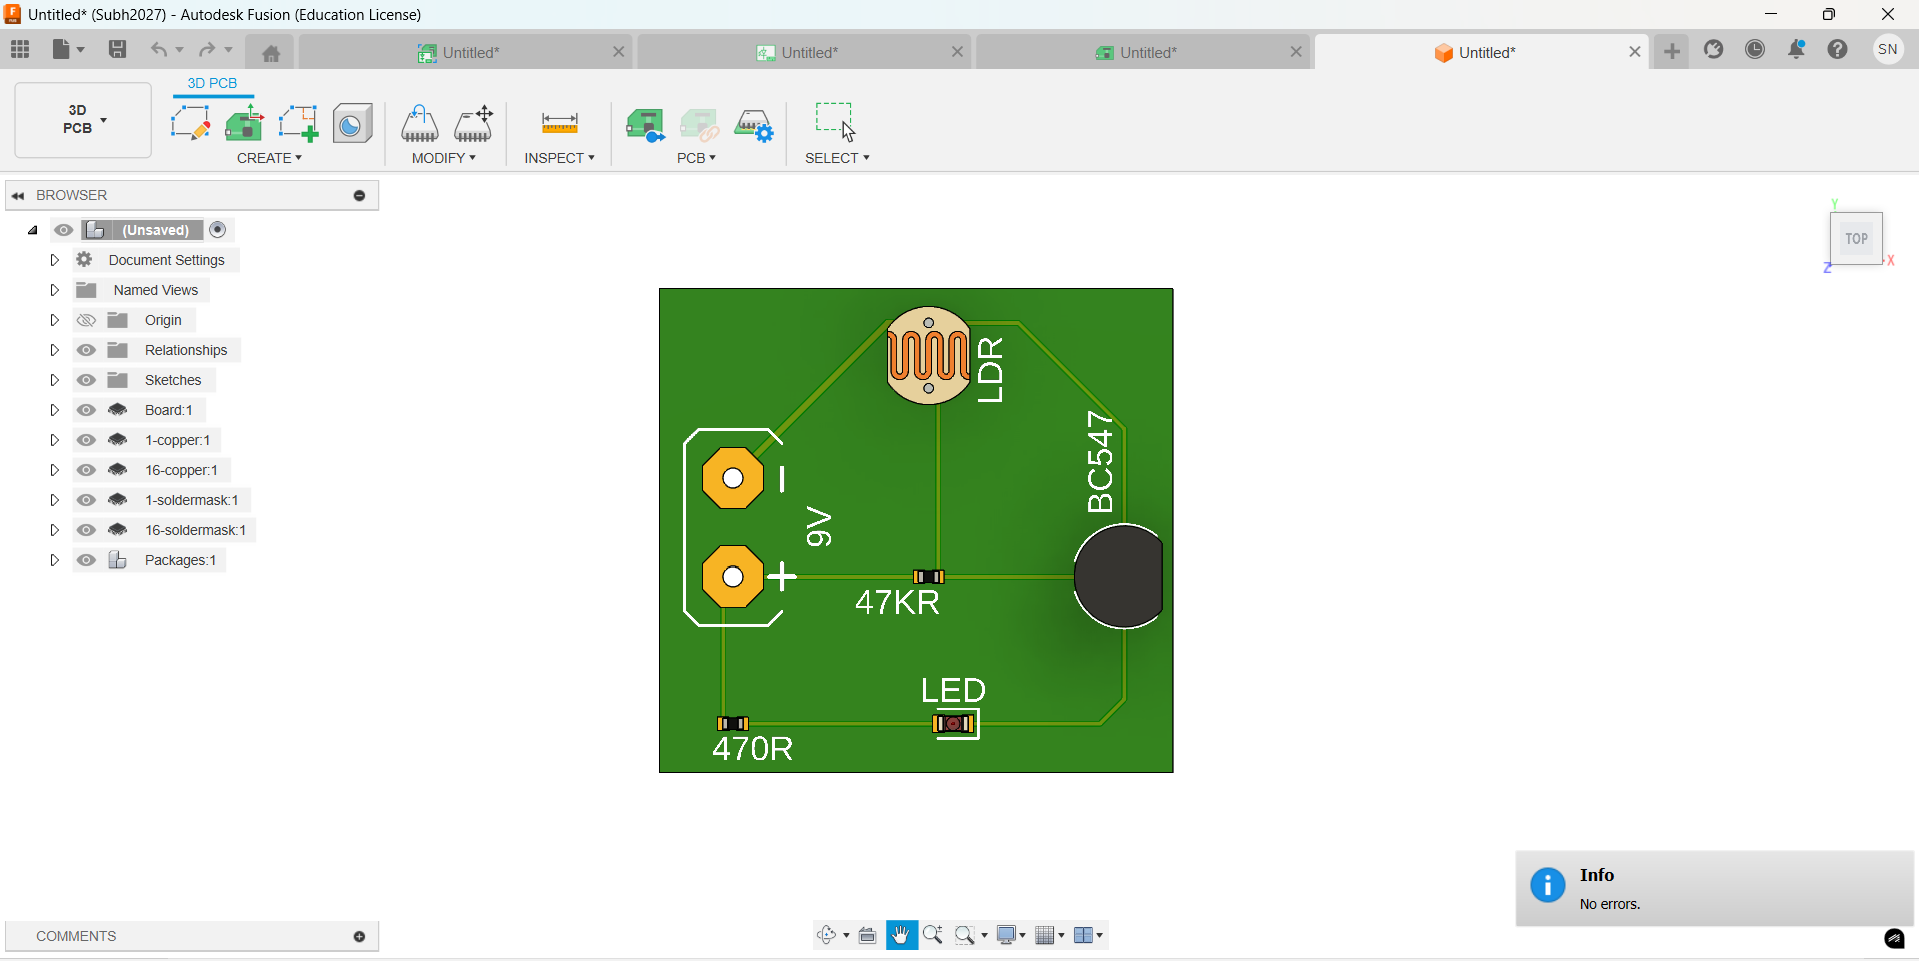 Untitled* (Subh2027) - Autodesk Fusion (Education License)
Untitled*
Untitled*
Untitled*
Untitled*
SN
3D PCB
3D
PCB
CREATE
MODIFY
INSPECT
PCB
SELECT
BROWSER
(Unsaved)
Document Settings
Named Views
Origin
Relationships
Sketches
Board:1
1-copper:1
16-copper:1
1-soldermask:1
16-soldermask:1
Packages:1
Y
TOP
X
Z
LDR
BC547
-
9V
+
47KR
LED
470R
Info
No errors.
COMMENTS